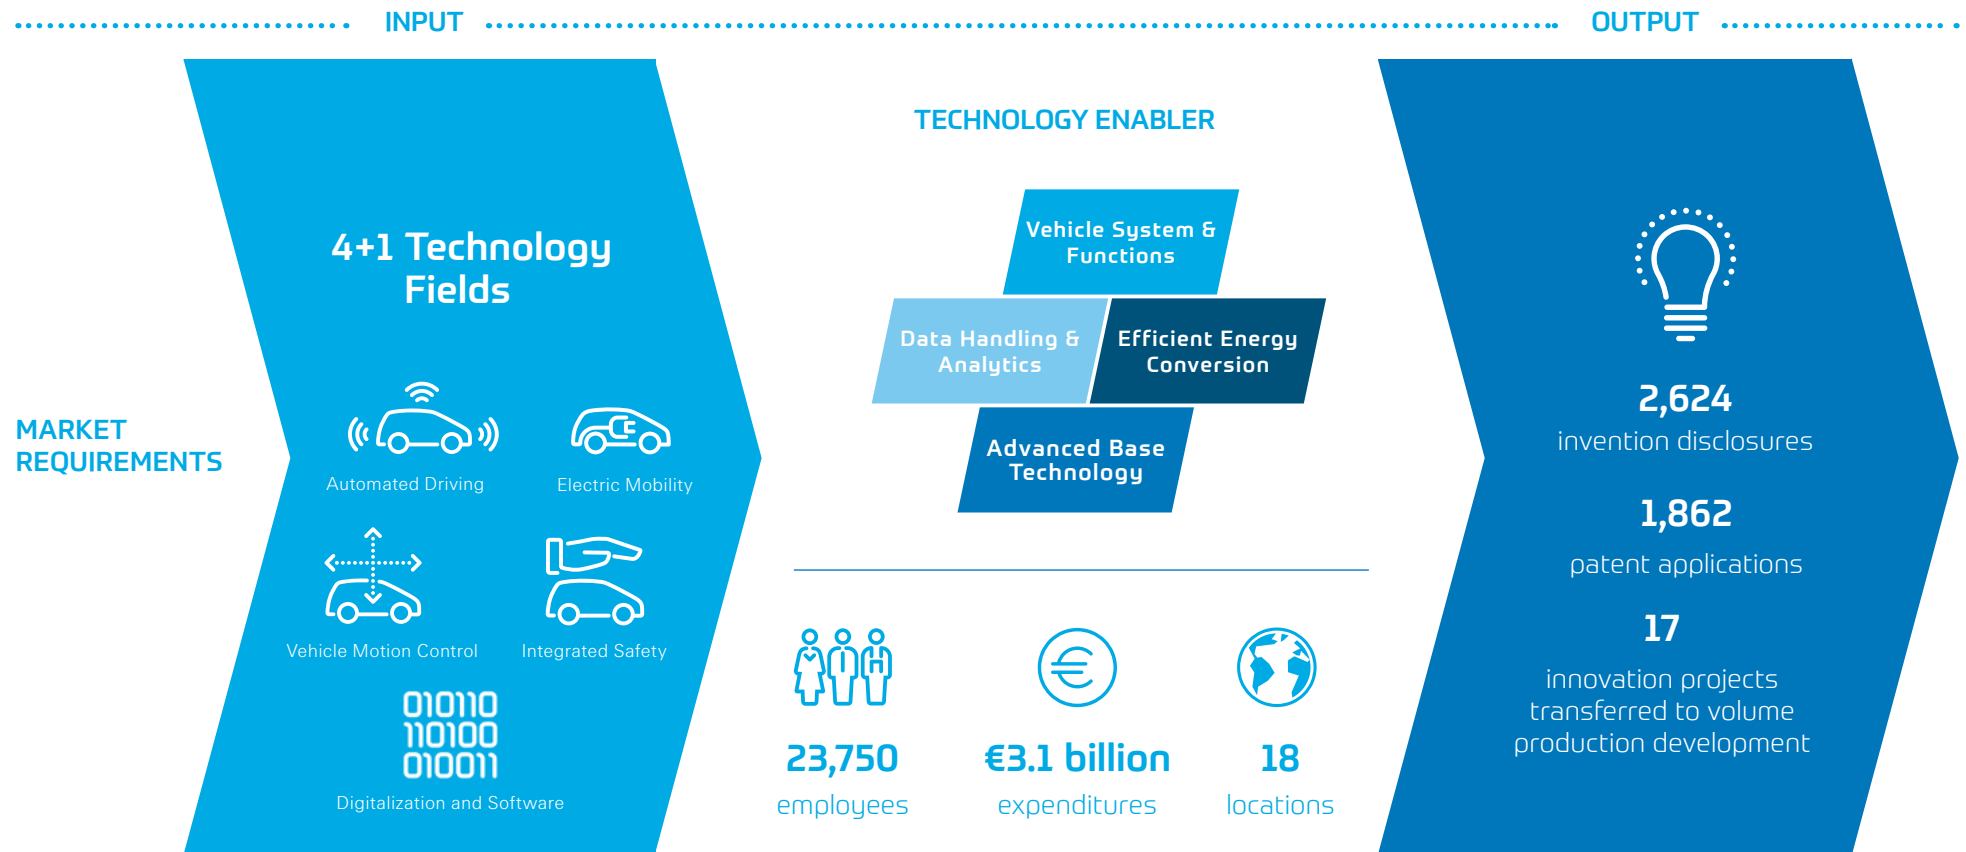 INPUT
OUTPUT
MARKET
REQUIREMENTS
4+1 Technology
Fields
Automated Driving
Electric Mobility
Vehicle Motion Control
Integrated Safety
010110
110100
010011
Digitalization and Software
TECHNOLOGY ENABLER
Vehicle System &
Functions
Data Handling &
Analytics
Efficient Energy
Conversion
Advanced Base
Technology
23,750
employees
€
€3.1 billion
expenditures
18
locations
2,624
invention disclosures
1,862
patent applications
17
innovation projects
transferred to volume
production development